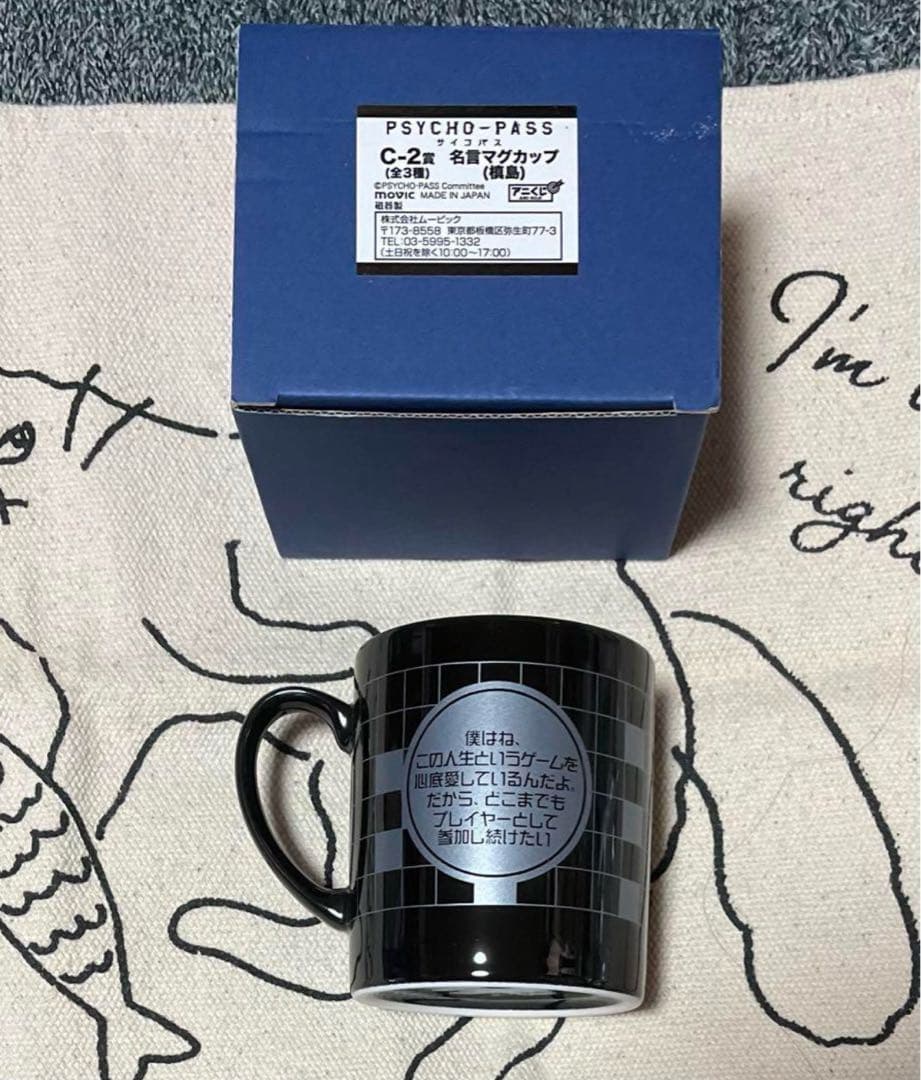 PSYCHO-PASS
サイコパス
C-2賞 名言マグカップ
(全3種) (槙島)
©PSYCHO-PASS Committee
movic MADE IN JAPAN アニくじ
磁器製
株式会社ムービック
〒173-8558 東京都板橋区弥生町77-3
TEL:03-5995-1332
(土日祝を除く10:00～17:00)
I'm
righ
僕はね、
この人生というゲームを
心底愛しているんだよ。
だから、どこまでも
プレイヤーとして
参加し続けたい